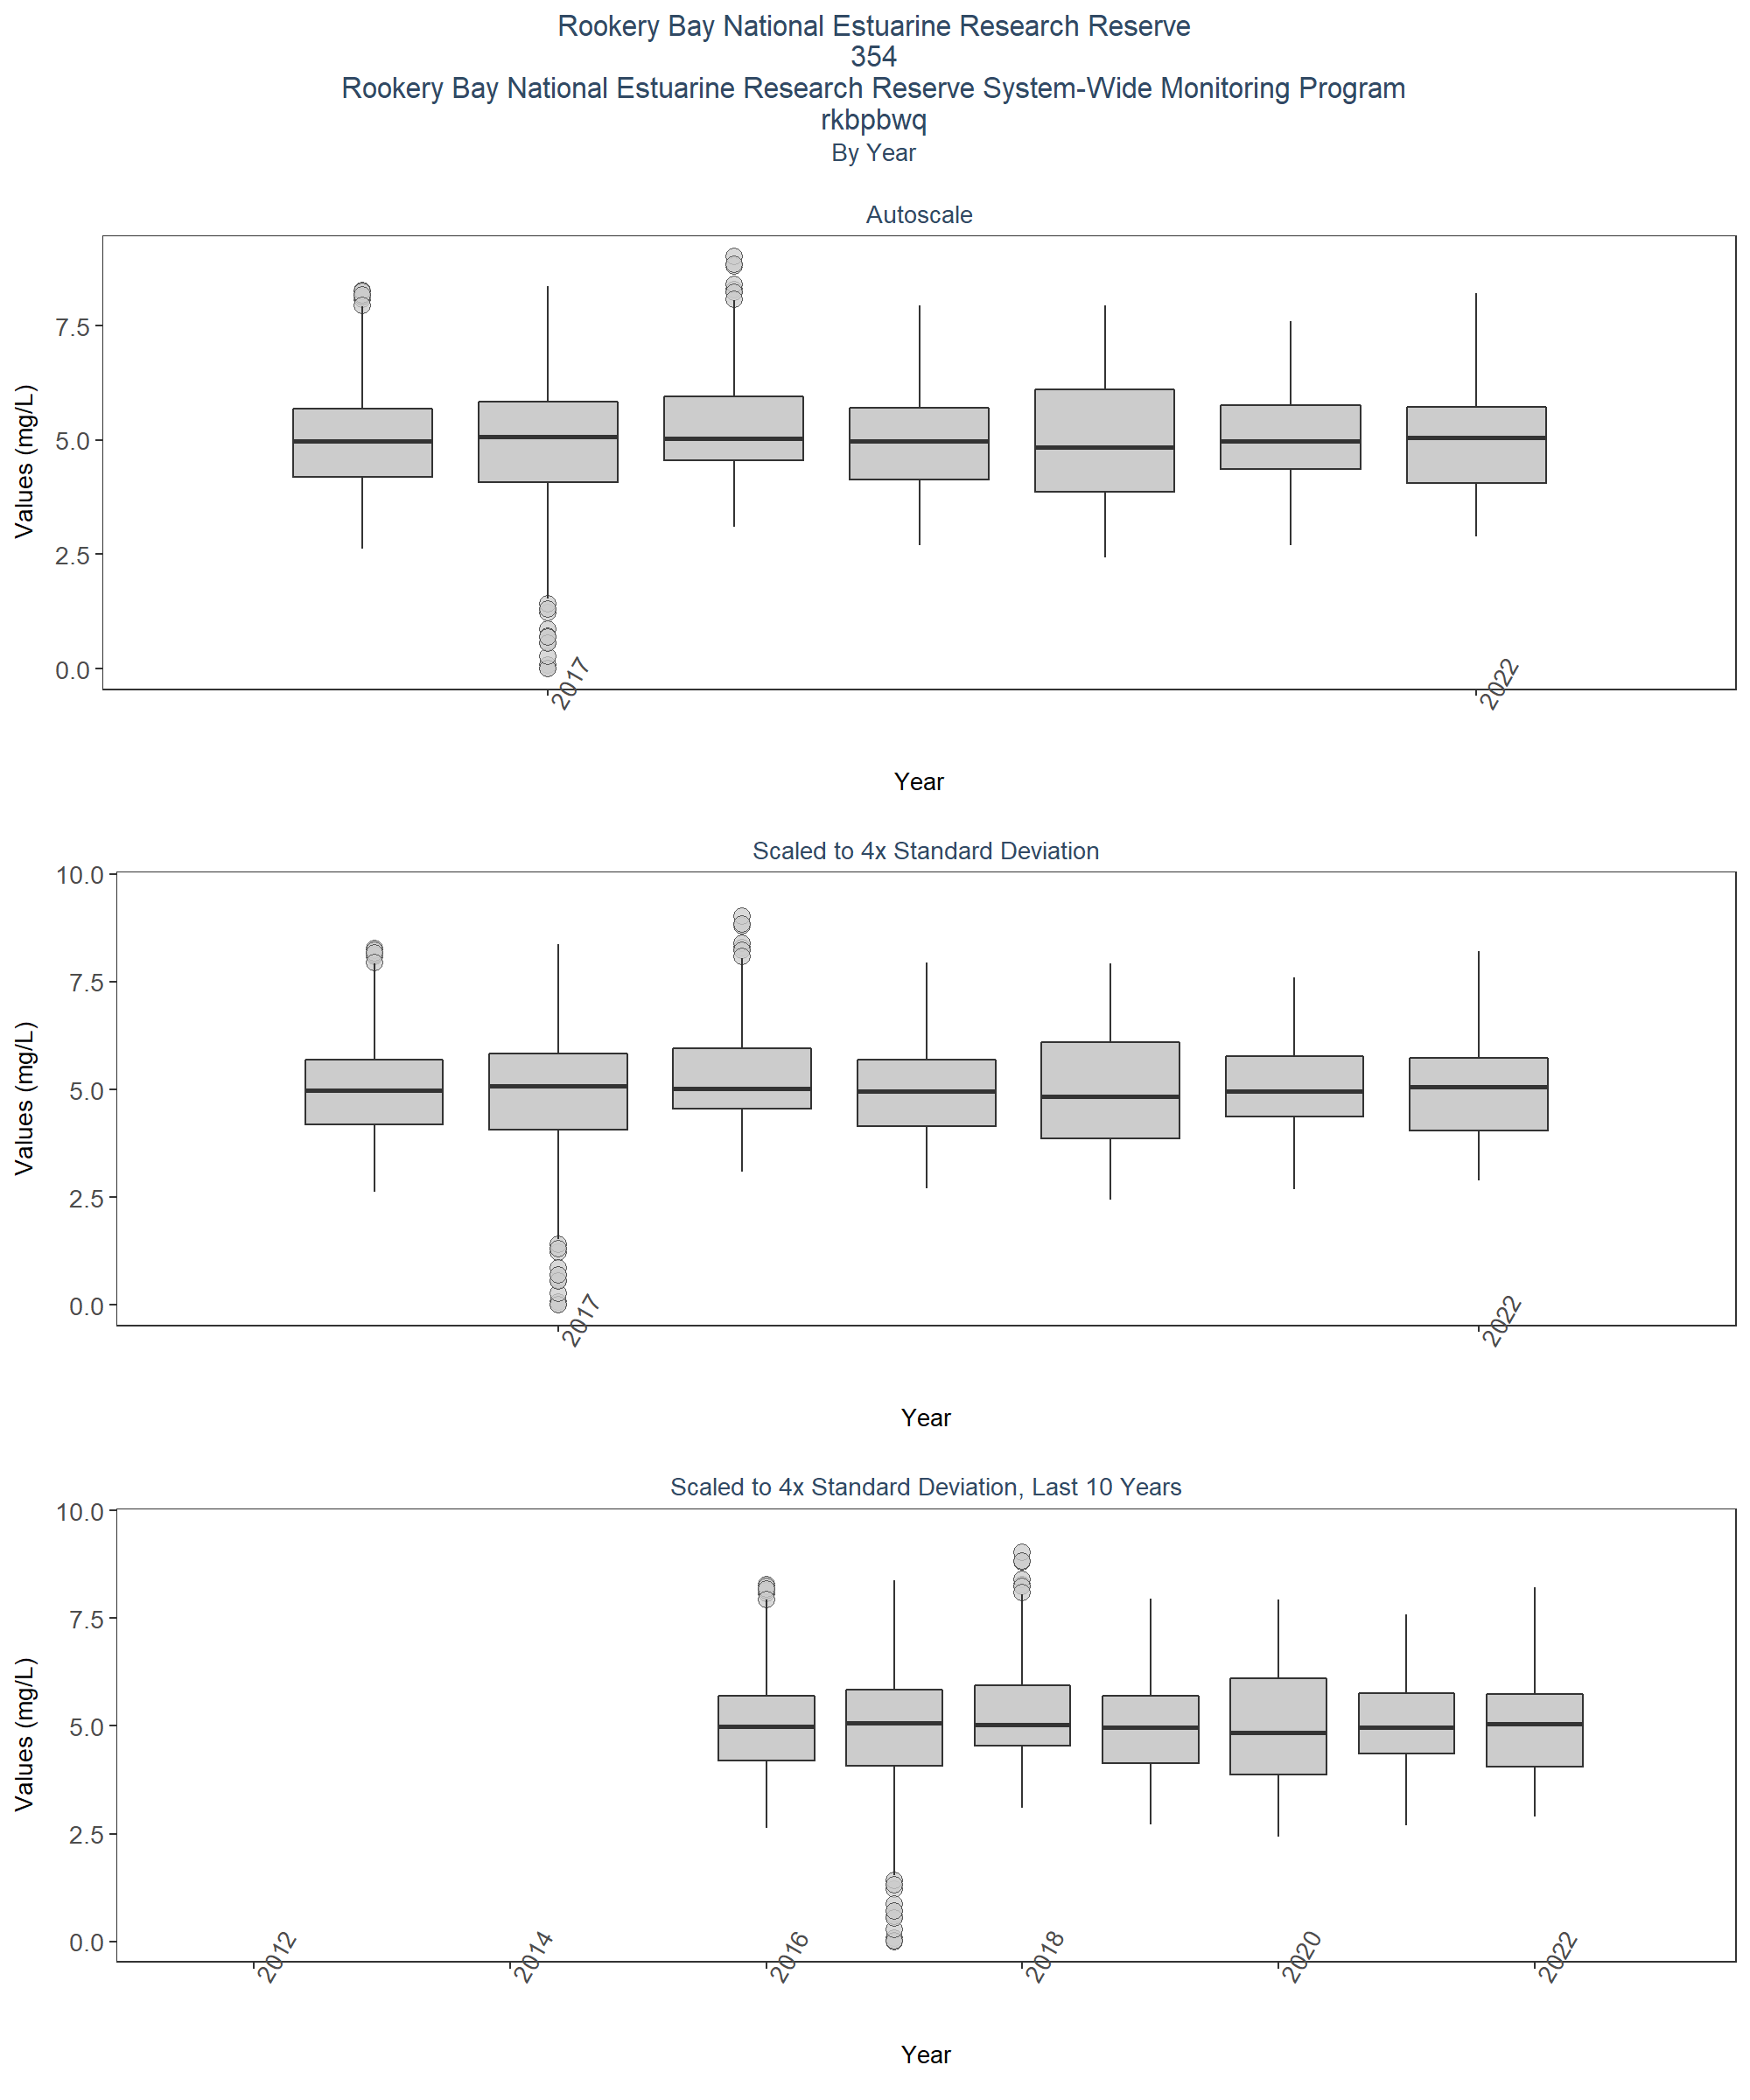 Rookery Bay National Estuarine Research Reserve
354
Rookery Bay National Estuarine Research Reserve System-Wide Monitoring Program
rkbpbwq
By Year
Autoscale
Values (mg/L)
7.5
5.0
2.5
0.0
2017
2022
Year
Scaled to 4x Standard Deviation
Values (mg/L)
10.0
7.5
5.0
2.5
0.0
2017
2022
Year
Scaled to 4x Standard Deviation, Last 10 Years
Values (mg/L)
10.0
7.5
5.0
2.5
0.0
2012
2014
2016
2018
2020
2022
Year